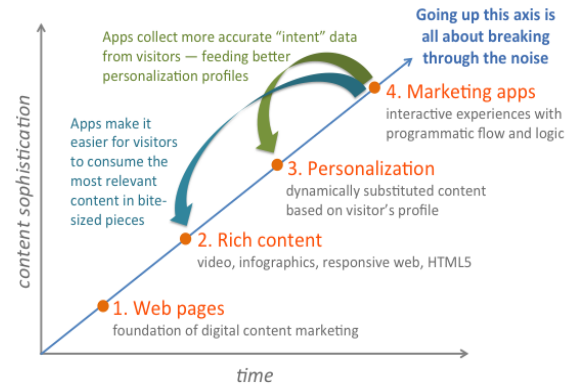 Going up this axis is
all about breaking
through the noise
Apps collect more accurate “intent” data
from visitors — feeding better
personalization profiles
4. Marketing apps
interactive experiences with
programmatic flow and logic
Apps make it
easier for visitors
to consume the
most relevant
content in bite-
sized pieces
3. Personalization
dynamically substituted content
based on visitor’s profile
2. Rich content
video, infographics, responsive web, HTML5
1. Web pages
foundation of digital content marketing
content sophistication
time